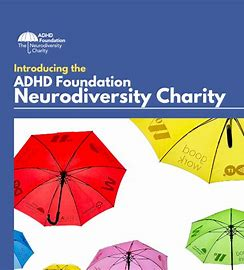 ADHD
Foundation
The Neurodiversity
Charity
Introducing the
ADHD Foundation
Neurodiversity Charity